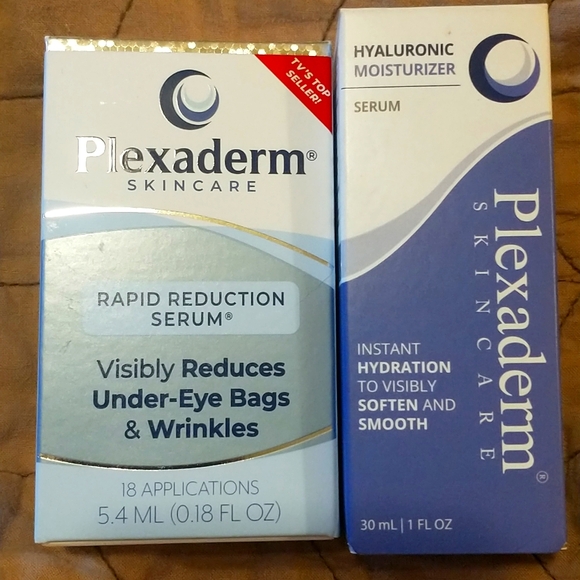 TV'S TOP
SELLER!
Plexaderm®
SKINCARE
RAPID REDUCTION
SERUM®
Visibly Reduces
Under-Eye Bags
& Wrinkles
18 APPLICATIONS
5.4 ML (0.18 FL OZ)
HYALURONIC
MOISTURIZER
SERUM
Plexaderm®
SKINCARE
INSTANT
HYDRATION
TO VISIBLY
SOFTEN AND
SMOOTH
30 mL | 1 FL OZ